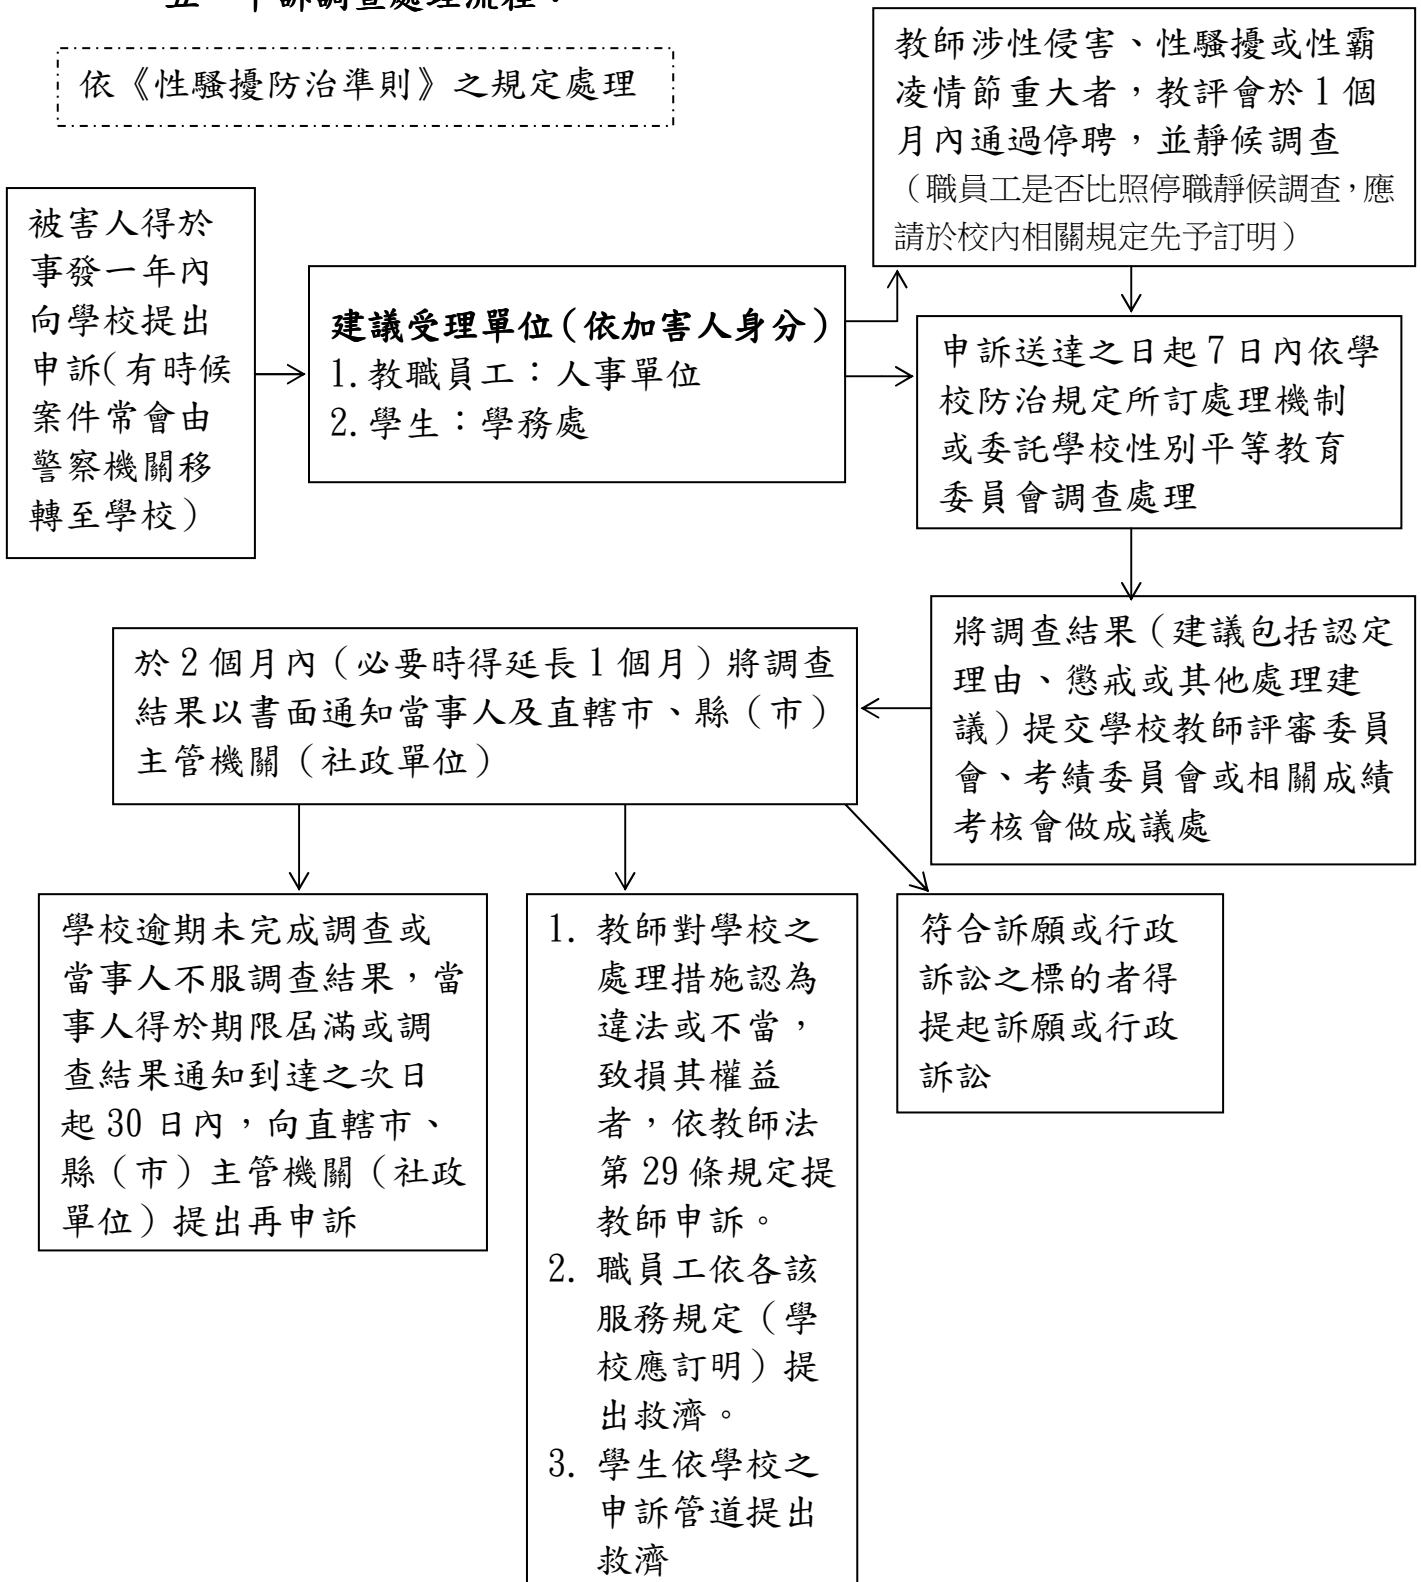 五、申訴調查處理流程：
依《性騷擾防治準則》之規定處理
教師涉性侵害、性騷擾或性霸
凌情節重大者，教評會於 1 個
月內通過停聘，並靜候調查
（職員工是否比照停職靜候調查，應
請於校內相關規定先予訂明）
被害人得於
事發一年內
向學校提出
申訴（有時候
案件常會由
警察機關移
轉至學校）
建議受理單位（依加害人身分）
1. 教職員工：人事單位
2. 學生：學務處
申訴送達之日起 7 日內依學
校防治規定所訂處理機制
或委託學校性別平等教育
委員會調查處理
將調查結果（建議包括認定
理由、懲戒或其他處理建
議）提交學校教師評審委員
會、考績委員會或相關成績
考核會做成議處
於 2 個月內（必要時得延長 1 個月）將調查
結果以書面通知當事人及直轄市、縣（市）
主管機關（社政單位）
學校逾期未完成調查或
當事人不服調查結果，當
事人得於期限屆滿或調
查結果通知到達之次日
起 30 日內，向直轄市、
縣（市）主管機關（社政
單位）提出再申訴
1. 教師對學校之
處理措施認為
違法或不當，
致損其權益
者，依教師法
第 29 條規定提
教師申訴。
2. 職員工依各該
服務規定（學
校應訂明）提
出救濟。
3. 學生依學校之
申訴管道提出
救濟
符合訴願或行政
訴訟之標的者得
提起訴願或行政
訴訟